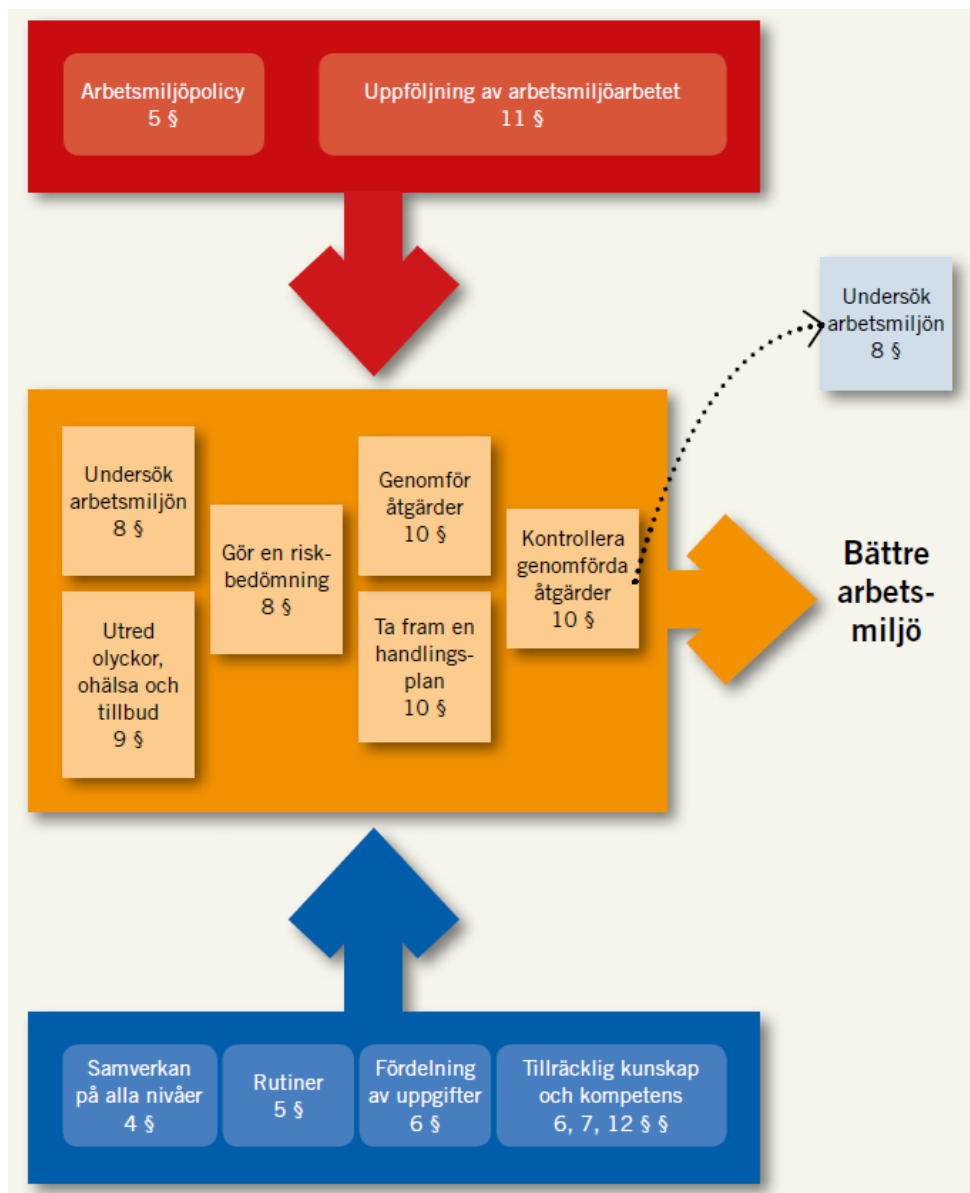 Arbetsmiljöpolicy
5 §
Uppföljning av arbetsmiljöarbetet
11 §
Undersök
arbetsmiljön
8 §
Undersök
arbetsmiljön
8 §
Utred
olyckor,
ohälsa och
tillbud
9 §
Gör en risk-
bedömning
8 §
Genomför
åtgärder
10 §
Ta fram en
handlings-
plan
10 §
Kontrollera
genomförda
åtgärder
10 §
Bättre
arbets-
miljö
Samverkan
på alla nivåer
4 §
Rutiner
5 §
Fördelning
av uppgifter
6 §
Tillräcklig kunskap
och kompetens
6, 7, 12 § §